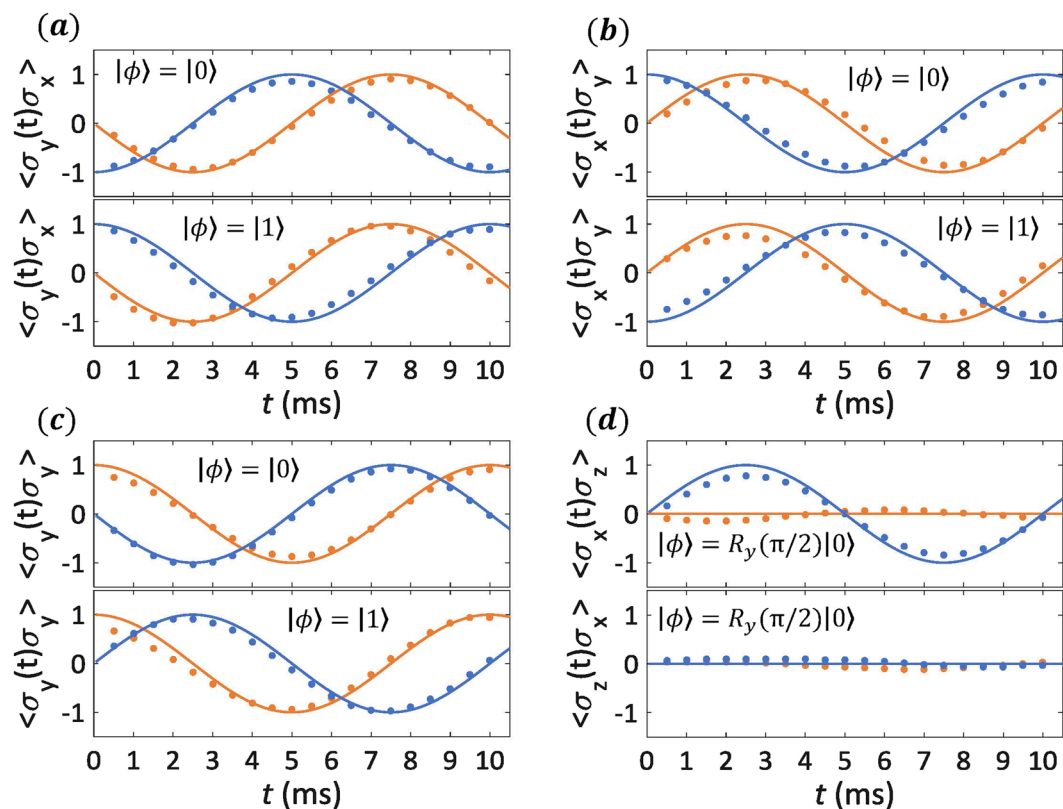 (a)
<σy(t)σx>
|ϕ⟩ = |0⟩
1
0
-1
<σy(t)σx>
|ϕ⟩ = |1⟩
1
0
-1
0 1 2 3 4 5 6 7 8 9 10
t (ms)
(b)
<σx(t)σy>
|ϕ⟩ = |0⟩
1
0
-1
<σx(t)σy>
|ϕ⟩ = |1⟩
1
0
-1
0 1 2 3 4 5 6 7 8 9 10
t (ms)
(c)
<σy(t)σy>
|ϕ⟩ = |0⟩
1
0
-1
<σy(t)σy>
|ϕ⟩ = |1⟩
1
0
-1
0 1 2 3 4 5 6 7 8 9 10
t (ms)
(d)
<σx(t)σz>
1
0
|ϕ⟩ = Ry(π/2)|0⟩
-1
<σz(t)σx>
|ϕ⟩ = Ry(π/2)|0⟩
1
0
-1
0 1 2 3 4 5 6 7 8 9 10
t (ms)